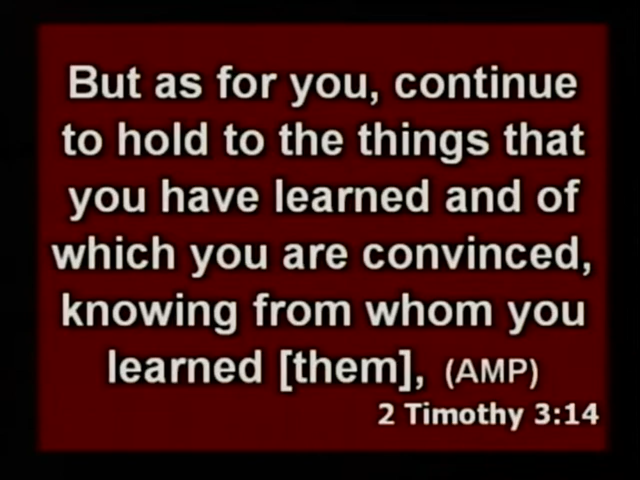 But as for you, continue
to hold to the things that
you have learned and of
which you are convinced,
knowing from whom you
learned [them], (AMP)
2 Timothy 3:14